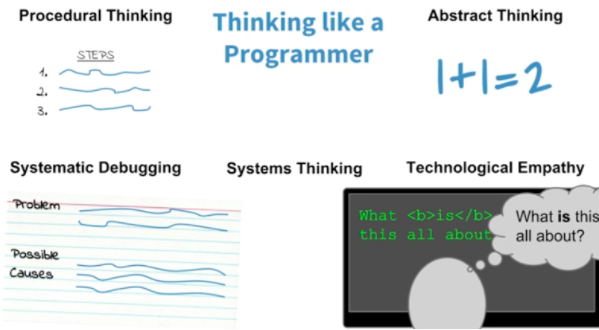 Procedural Thinking
STEPS
1.
2.
3.
Thinking like a
Programmer
Abstract Thinking
1+1=2
Systematic Debugging
Problem
Possible
Causes
Systems Thinking
Technological Empathy
What <b>is</b>
this all about
What is this
all about?